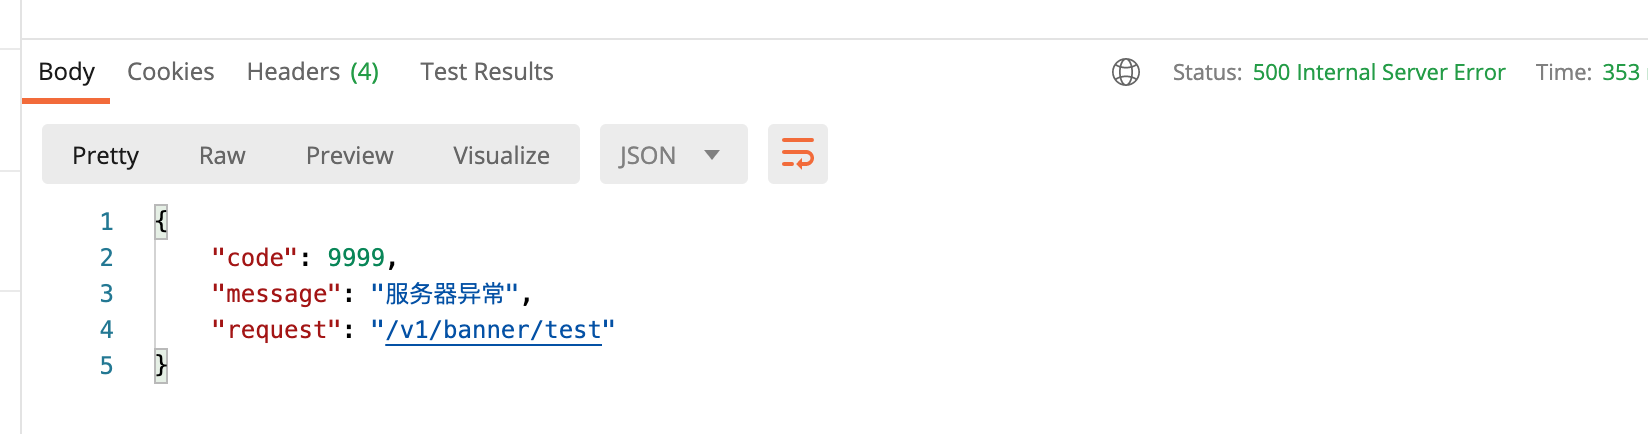 Body Cookies Headers (4) Test Results Status: 500 Internal Server Error Time: 353
Pretty Raw Preview Visualize JSON
1 {
2 "code": 9999,
3 "message": "服务器异常",
4 "request": "/v1/banner/test"
5 }